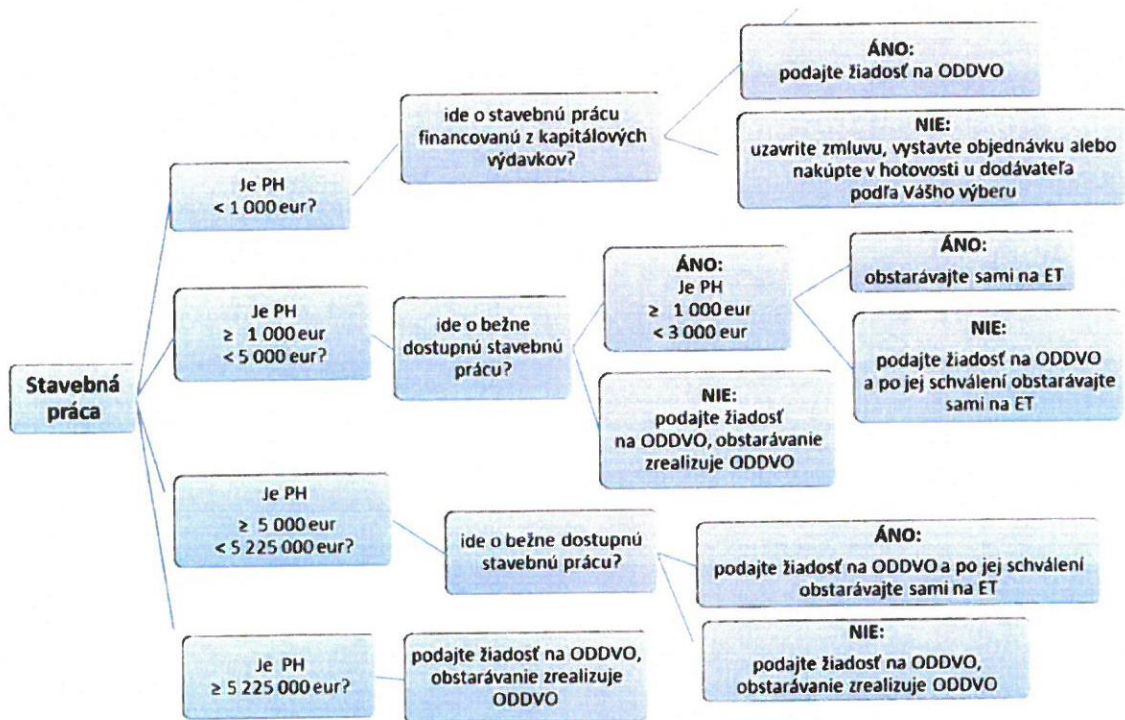 Stavebná
práca
Je PH
< 1 000 eur?
ide o stavebnú prácu
financovanú z kapitálových
výdavkov?
ÁNO:
podajte žiadosť na ODDVO
NIE:
uzavrite zmluvu, vystavte objednávku alebo
nakúpte v hotovosti u dodávateľa
podľa Vášho výberu
Je PH
≥ 1 000 eur
< 5 000 eur?
ide o bežne
dostupnú stavebnú
prácu?
ÁNO:
Je PH
≥ 1 000 eur
< 3 000 eur
ÁNO:
obstarávajte sami na ET
NIE:
podajte žiadosť na ODDVO
a po jej schválení obstarávajte
sami na ET
NIE:
podajte žiadosť
na ODDVO, obstarávanie
zrealizuje ODDVO
Je PH
≥ 5 000 eur
< 5 225 000 eur?
ide o bežne dostupnú
stavebnú prácu?
ÁNO:
podajte žiadosť na ODDVO a po jej schválení
obstarávajte sami na ET
NIE:
podajte žiadosť na ODDVO,
obstarávanie zrealizuje ODDVO
Je PH
≥ 5 225 000 eur?
podajte žiadosť na ODDVO,
obstarávanie zrealizuje
ODDVO